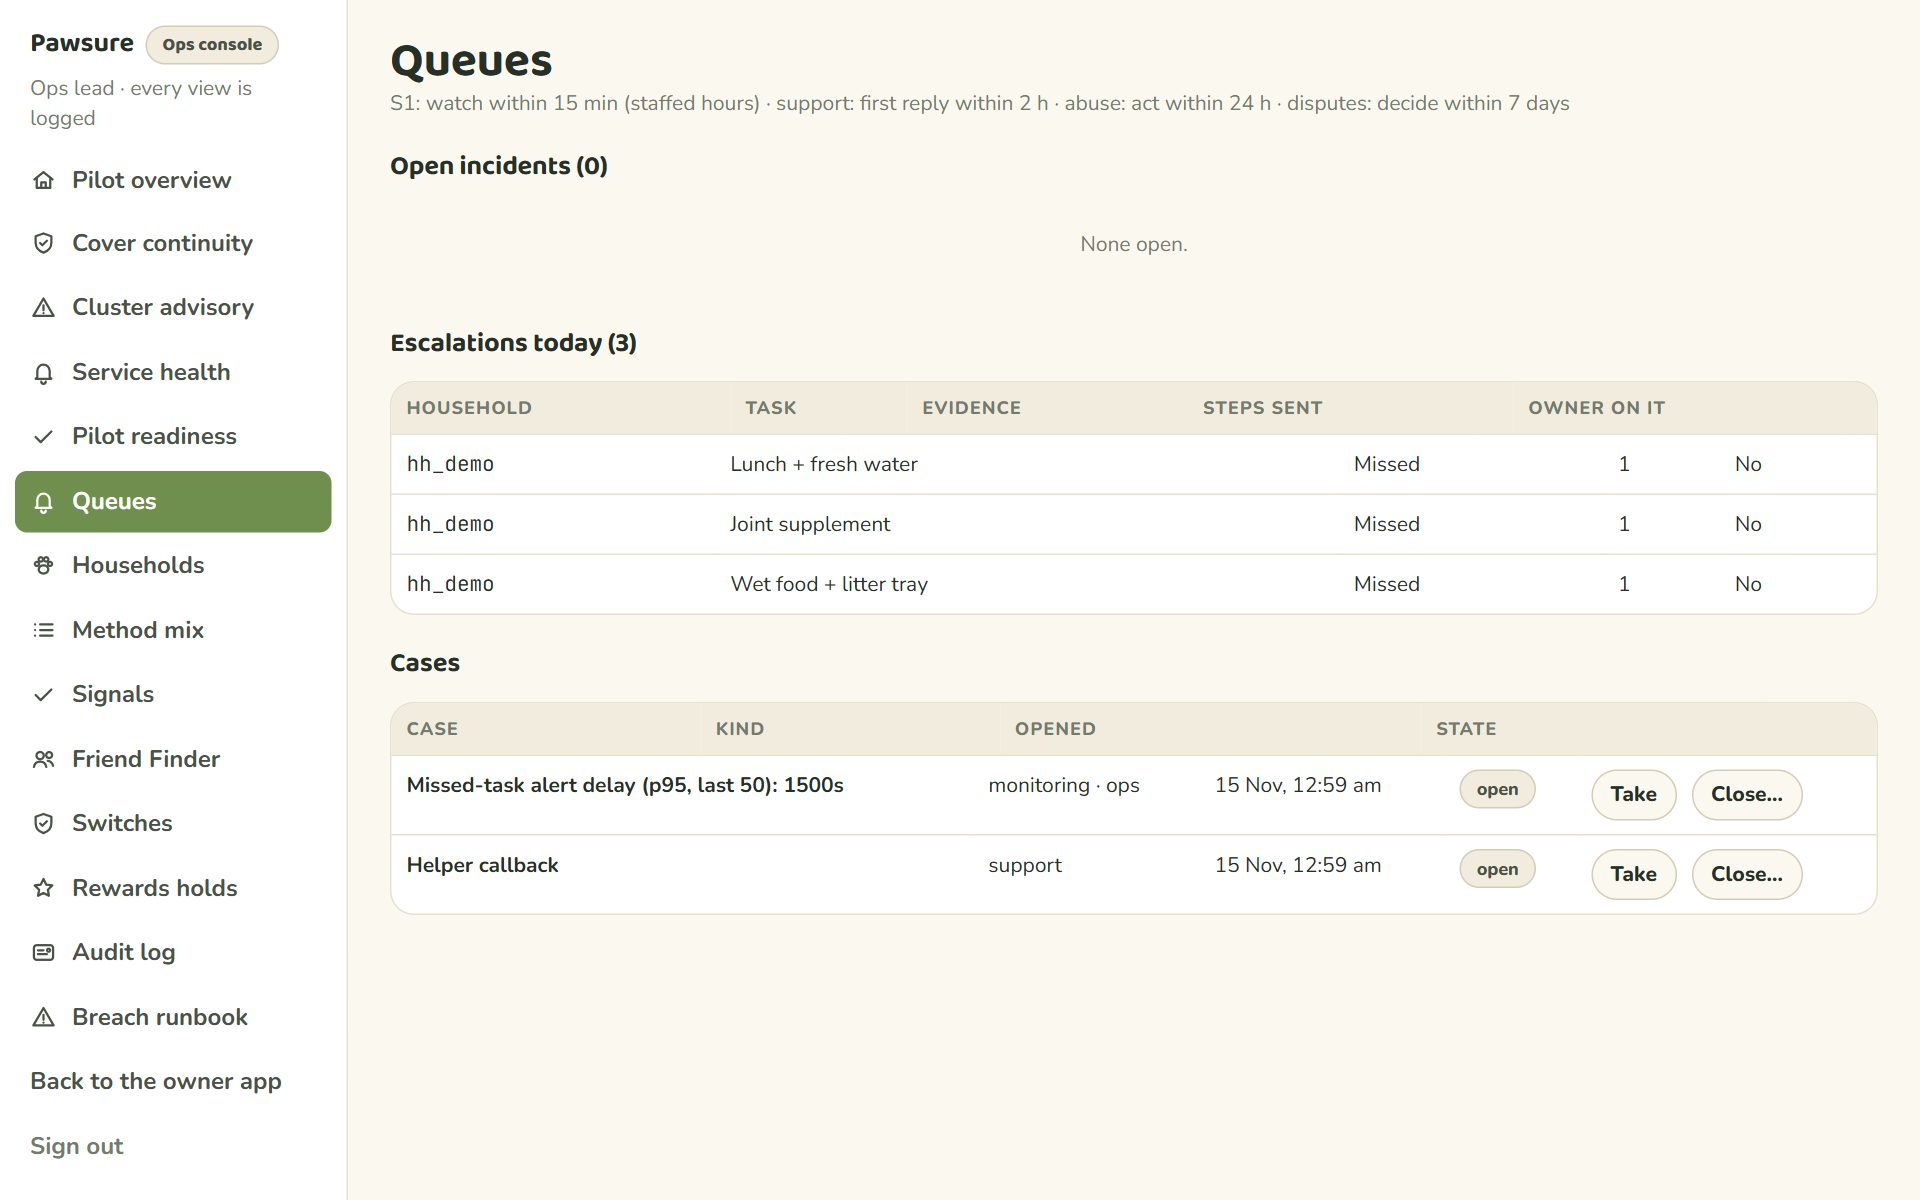 Pawsure Ops console
Ops lead · every view is
logged
Pilot overview
Cover continuity
Cluster advisory
Service health
Pilot readiness
Queues
Households
Method mix
Signals
Friend Finder
Switches
Rewards holds
Audit log
Breach runbook
Back to the owner app
Sign out
Queues
S1: watch within 15 min (staffed hours) · support: first reply within 2 h · abuse: act within 24 h · disputes: decide within 7 days
Open incidents (0)
None open.
Escalations today (3)
HOUSEHOLD TASK EVIDENCE STEPS SENT OWNER ON IT
hh_demo Lunch + fresh water Missed 1 No
hh_demo Joint supplement Missed 1 No
hh_demo Wet food + litter tray Missed 1 No
Cases
CASE KIND OPENED STATE
Missed-task alert delay (p95, last 50): 1500s monitoring · ops 15 Nov, 12:59 am open Take Close...
Helper callback support 15 Nov, 12:59 am open Take Close...